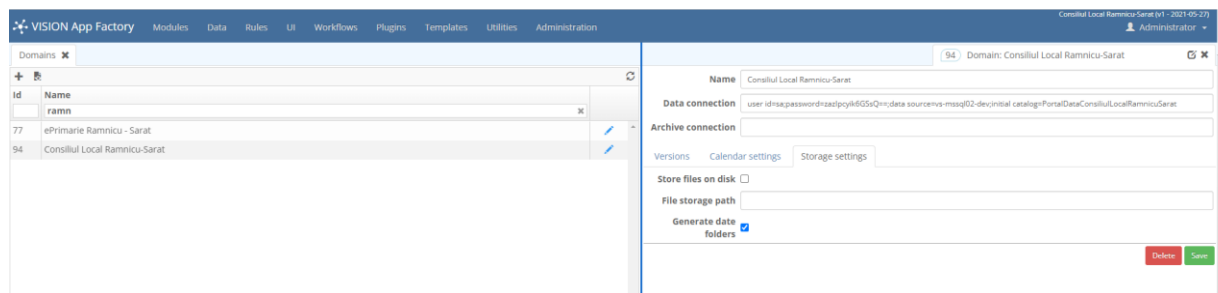 Consiliul Local Ramnicu-Sarat (v1 - 2021-05-27)
VISION App Factory Modules Data Rules UI Workflows Plugins Templates Utilities Administration Administrator
Domains
94 Domain: Consiliul Local Ramnicu-Sarat
Id Name
ramn
77 ePrimarie Ramnicu - Sarat
94 Consiliul Local Ramnicu-Sarat
Name Consiliul Local Ramnicu-Sarat
Data connection user id=sa;password=zazlpcyik6GSsQ==;data source=vs-mssql02-dev;initial catalog=PortalDataConsiliulLocalRamnicuSarat
Archive connection
Versions Calendar settings Storage settings
Store files on disk
File storage path
Generate date
folders
Delete Save